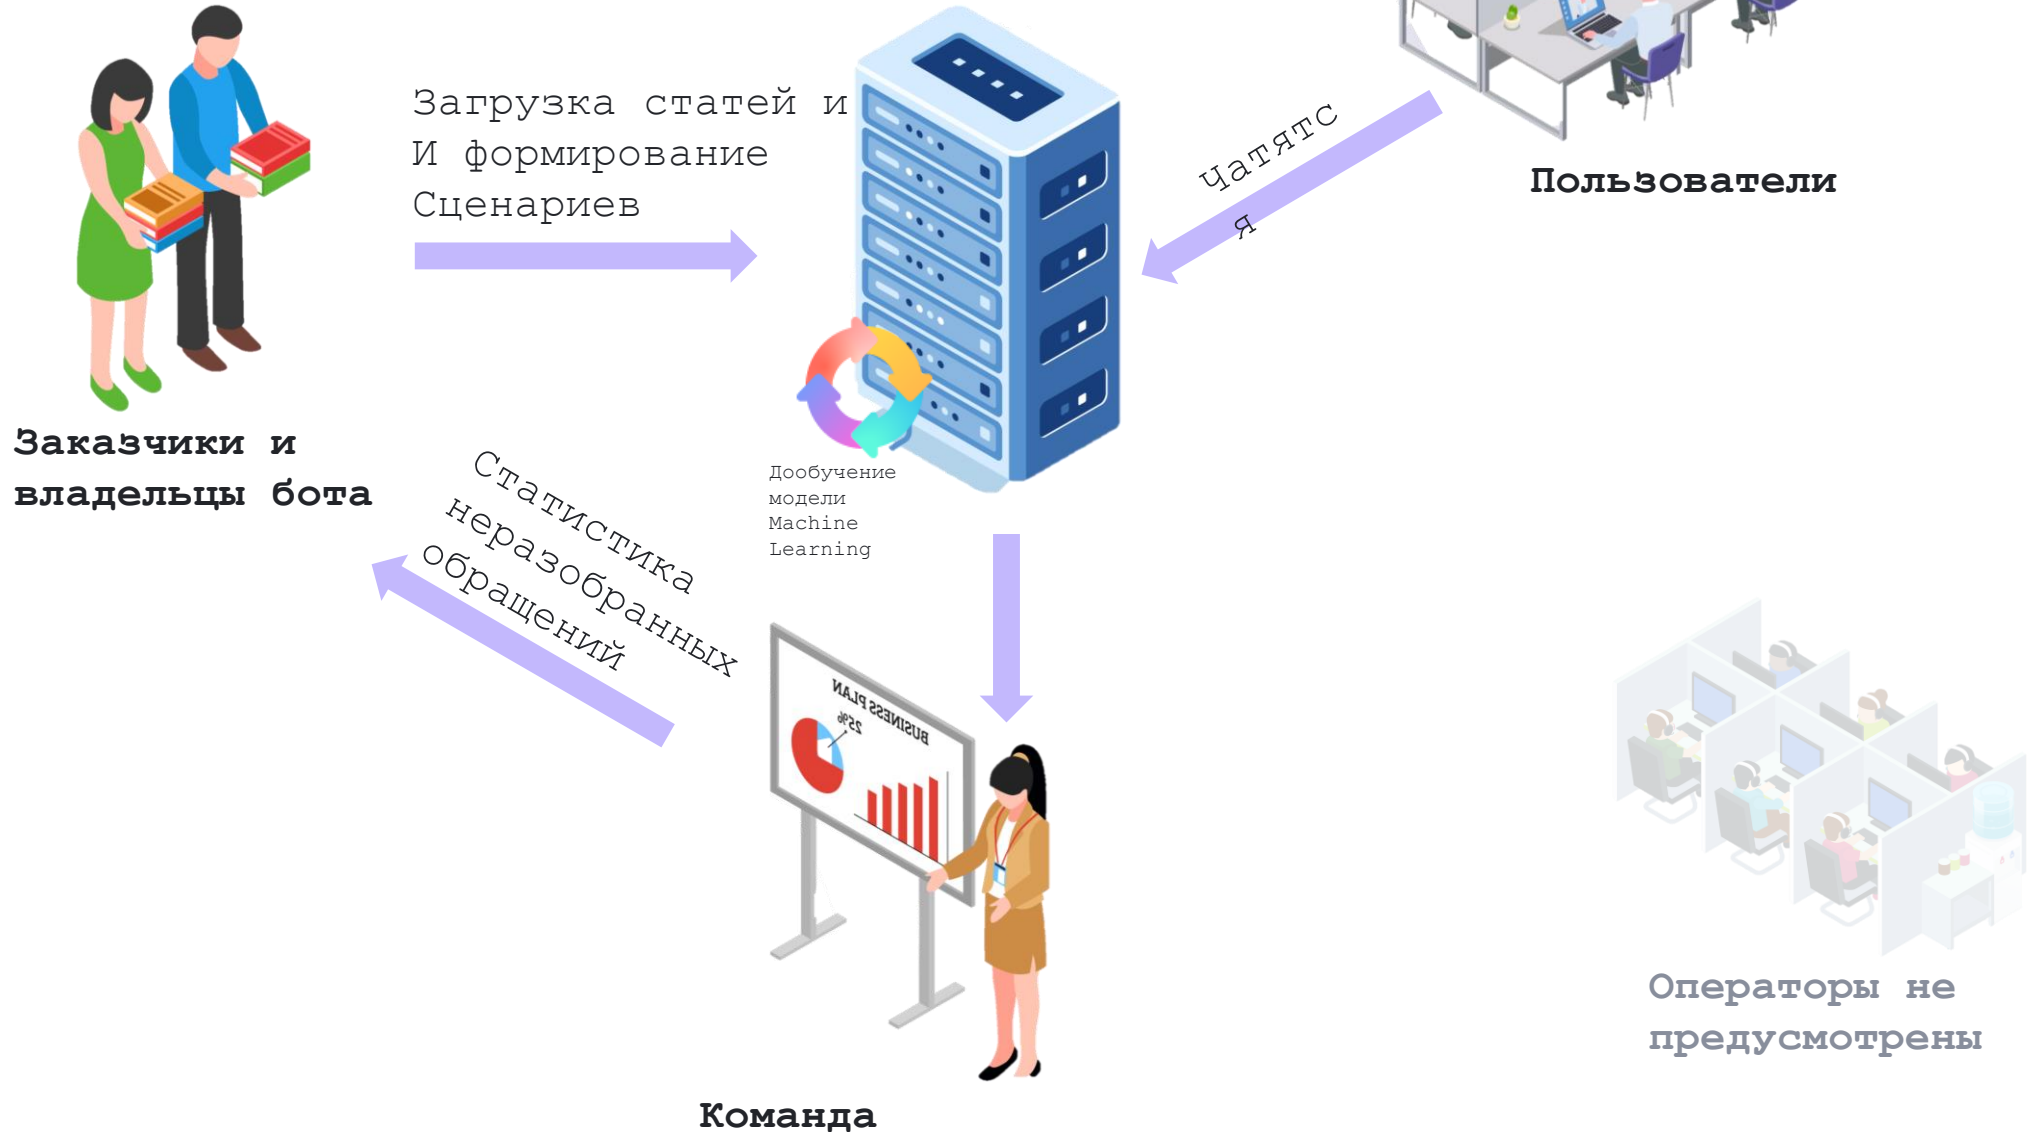 Загрузка статей и
И формирование
Сценариев
Чатятс
я
Пользователи
Заказчики и
владельцы бота
Дообучение
модели
Machine
Learning
Статистика
неразобранных
обращений
BUSINESS PLAN
25%
Операторы не
предусмотрены
Команда